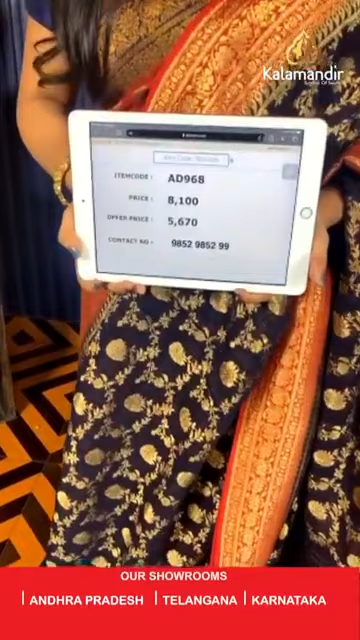 Kalamandir
ITEMCODE : AD968
PRICE : 8,100
OFFER PRICE : 5,670
CONTACT NO - 9852 9852 99
OUR SHOWROOMS
| ANDHRA PRADESH | TELANGANA | KARNATAKA